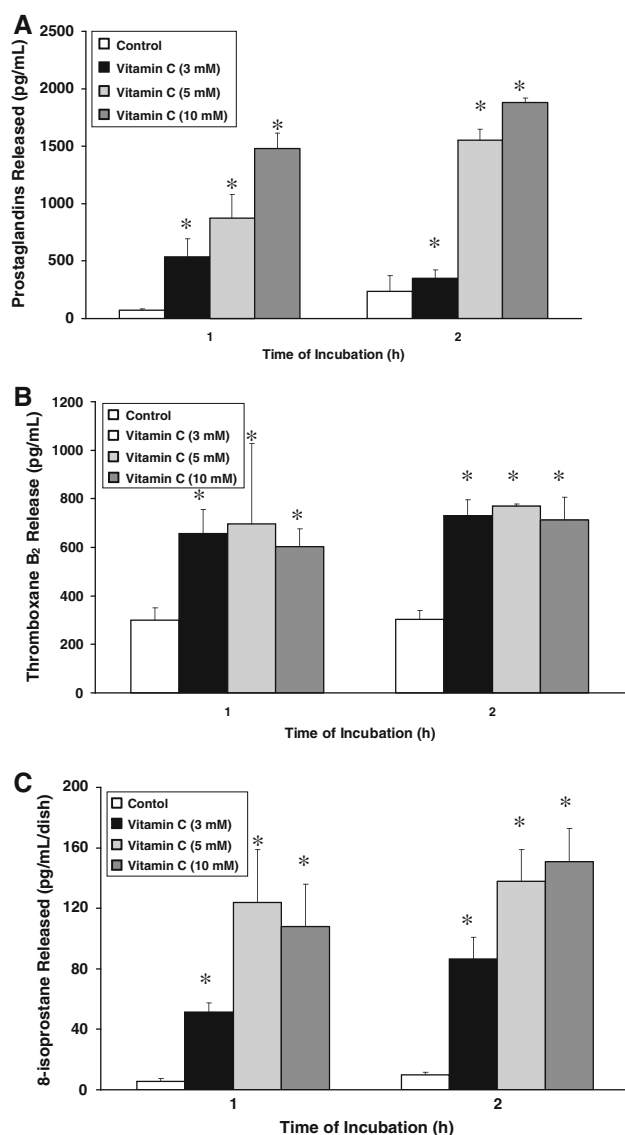 A
Prostaglandins Released (pg/mL)
2500
2000
1500
1000
500
0
Control
Vitamin C (3 mM)
Vitamin C (5 mM)
Vitamin C (10 mM)
* * *
* * *
1 2
Time of Incubation (h)
B
Thromboxane B₂ Release (pg/mL)
1200
1000
800
600
400
200
0
Control
Vitamin C (3 mM)
Vitamin C (5 mM)
Vitamin C (10 mM)
* * *
* * *
1 2
Time of Incubation (h)
C
8-isoprostane Released (pg/mL/dish)
200
160
120
80
40
0
Contol
Vitamin C (3 mM)
Vitamin C (5 mM)
Vitamin C (10 mM)
* * *
* * *
1 2
Time of Incubation (h)